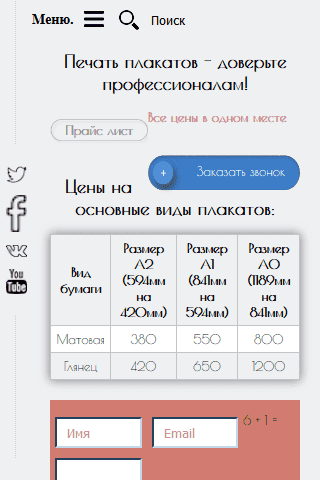 Меню.
Поиск
Печать плакатов - доверьте
профессионалам!
Все цены в одном месте
Прайс лист
+ Заказать звонок
Цены на
основные виды плакатов:
Вид бумаги Размер А2 (594мм на 420мм) Размер А1 (841мм на 594мм) Размер А0 (1189мм на 841мм)
Матовая 380 550 800
Глянец 420 650 1200
You
Tube
Имя Email 6 + 1 =